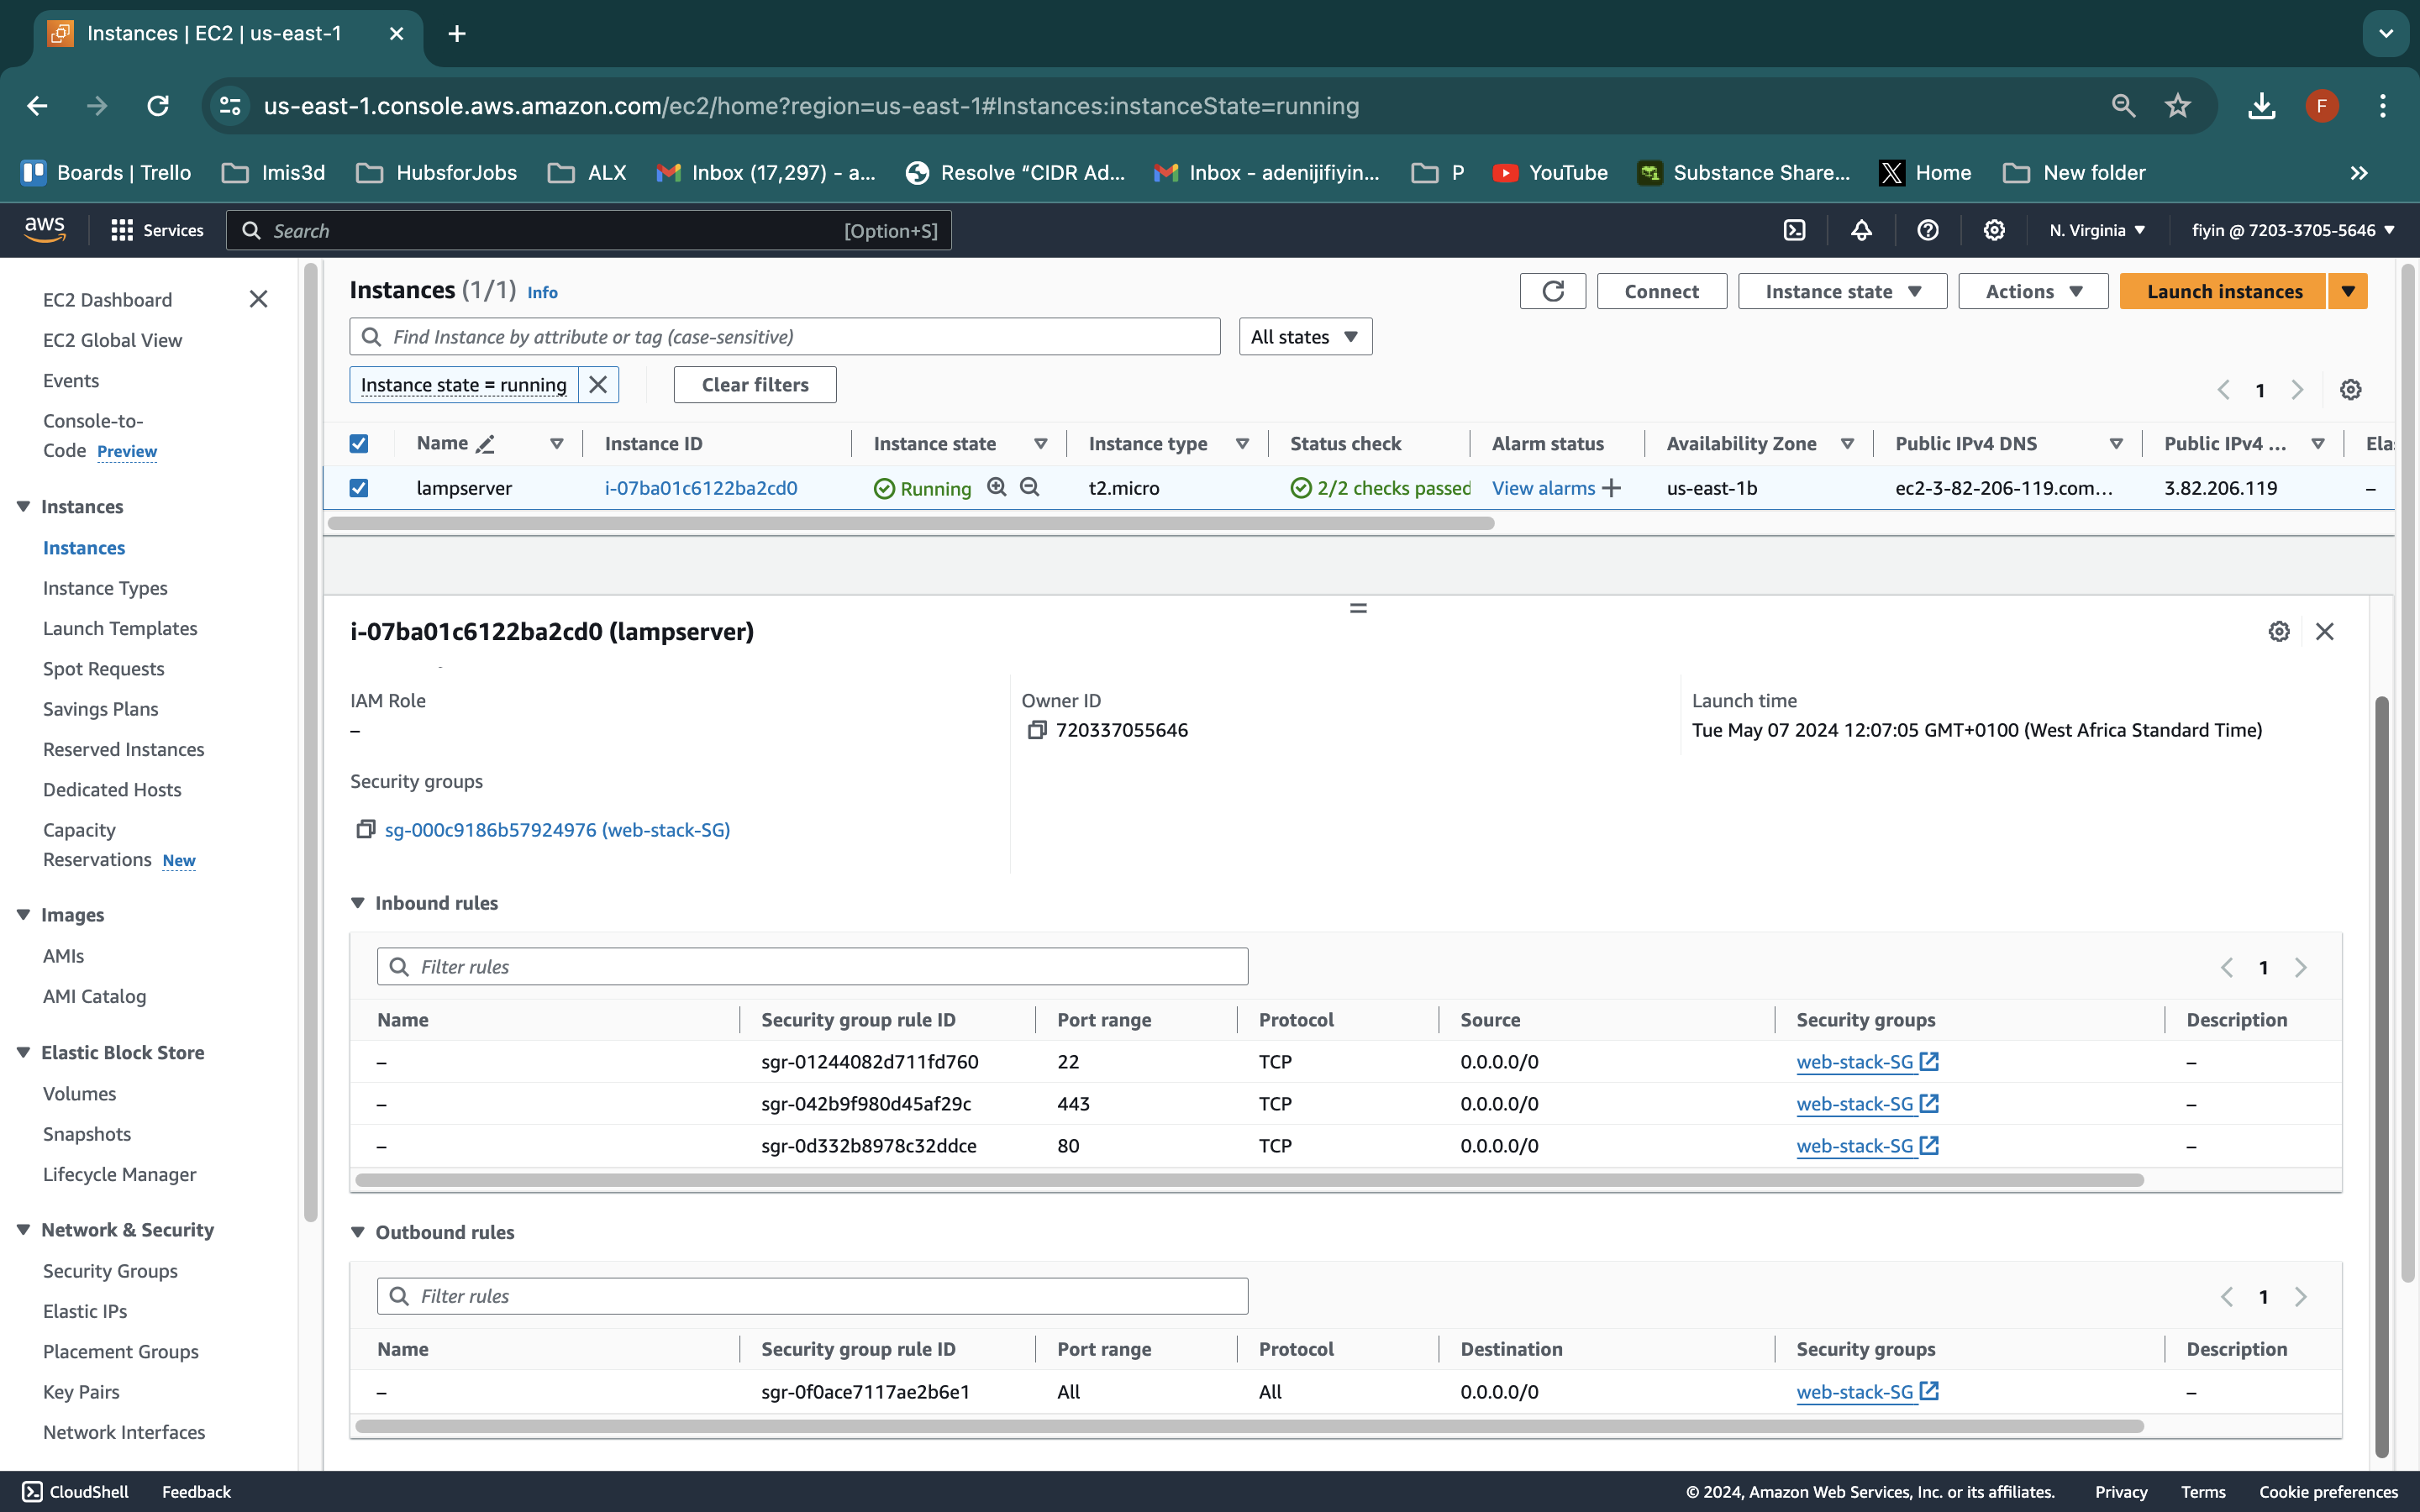 Instances | EC2 | us-east-1
us-east-1.console.aws.amazon.com/ec2/home?region=us-east-1#Instances:instanceState=running
F
Boards | Trello
Imis3d
HubsforJobs
ALX
Inbox (17,297) - a...
Resolve “CIDR Ad...
Inbox - adenijifiyin...
P
YouTube
Substance Share...
Home
New folder
aws
Services
Search
[Option+S]
N. Virginia
fiyin @ 7203-3705-5646
EC2 Dashboard
EC2 Global View
Events
Console-to-
Code Preview
Instances
Instances
Instance Types
Launch Templates
Spot Requests
Savings Plans
Reserved Instances
Dedicated Hosts
Capacity
Reservations New
Images
AMIs
AMI Catalog
Elastic Block Store
Volumes
Snapshots
Lifecycle Manager
Network & Security
Security Groups
Elastic IPs
Placement Groups
Key Pairs
Network Interfaces
Instances (1/1) Info
Connect
Instance state
Actions
Launch instances
Find Instance by attribute or tag (case-sensitive)
All states
Instance state = running
Clear filters
1
Name Instance ID Instance state Instance type Status check Alarm status Availability Zone Public IPv4 DNS Public IPv4 ... Ela
lampserver i-07ba01c6122ba2cd0 Running t2.micro 2/2 checks passed View alarms + us-east-1b ec2-3-82-206-119.com... 3.82.206.119 –
i-07ba01c6122ba2cd0 (lampserver)
IAM Role
–
Owner ID
720337055646
Launch time
Tue May 07 2024 12:07:05 GMT+0100 (West Africa Standard Time)
Security groups
sg-000c9186b57924976 (web-stack-SG)
Inbound rules
Filter rules
1
Name Security group rule ID Port range Protocol Source Security groups Description
– sgr-01244082d711fd760 22 TCP 0.0.0.0/0 web-stack-SG –
– sgr-042b9f980d45af29c 443 TCP 0.0.0.0/0 web-stack-SG –
– sgr-0d332b8978c32ddce 80 TCP 0.0.0.0/0 web-stack-SG –
Outbound rules
Filter rules
1
Name Security group rule ID Port range Protocol Destination Security groups Description
– sgr-0f0ace7117ae2b6e1 All All 0.0.0.0/0 web-stack-SG –
CloudShell
Feedback
© 2024, Amazon Web Services, Inc. or its affiliates.
Privacy
Terms
Cookie preferences